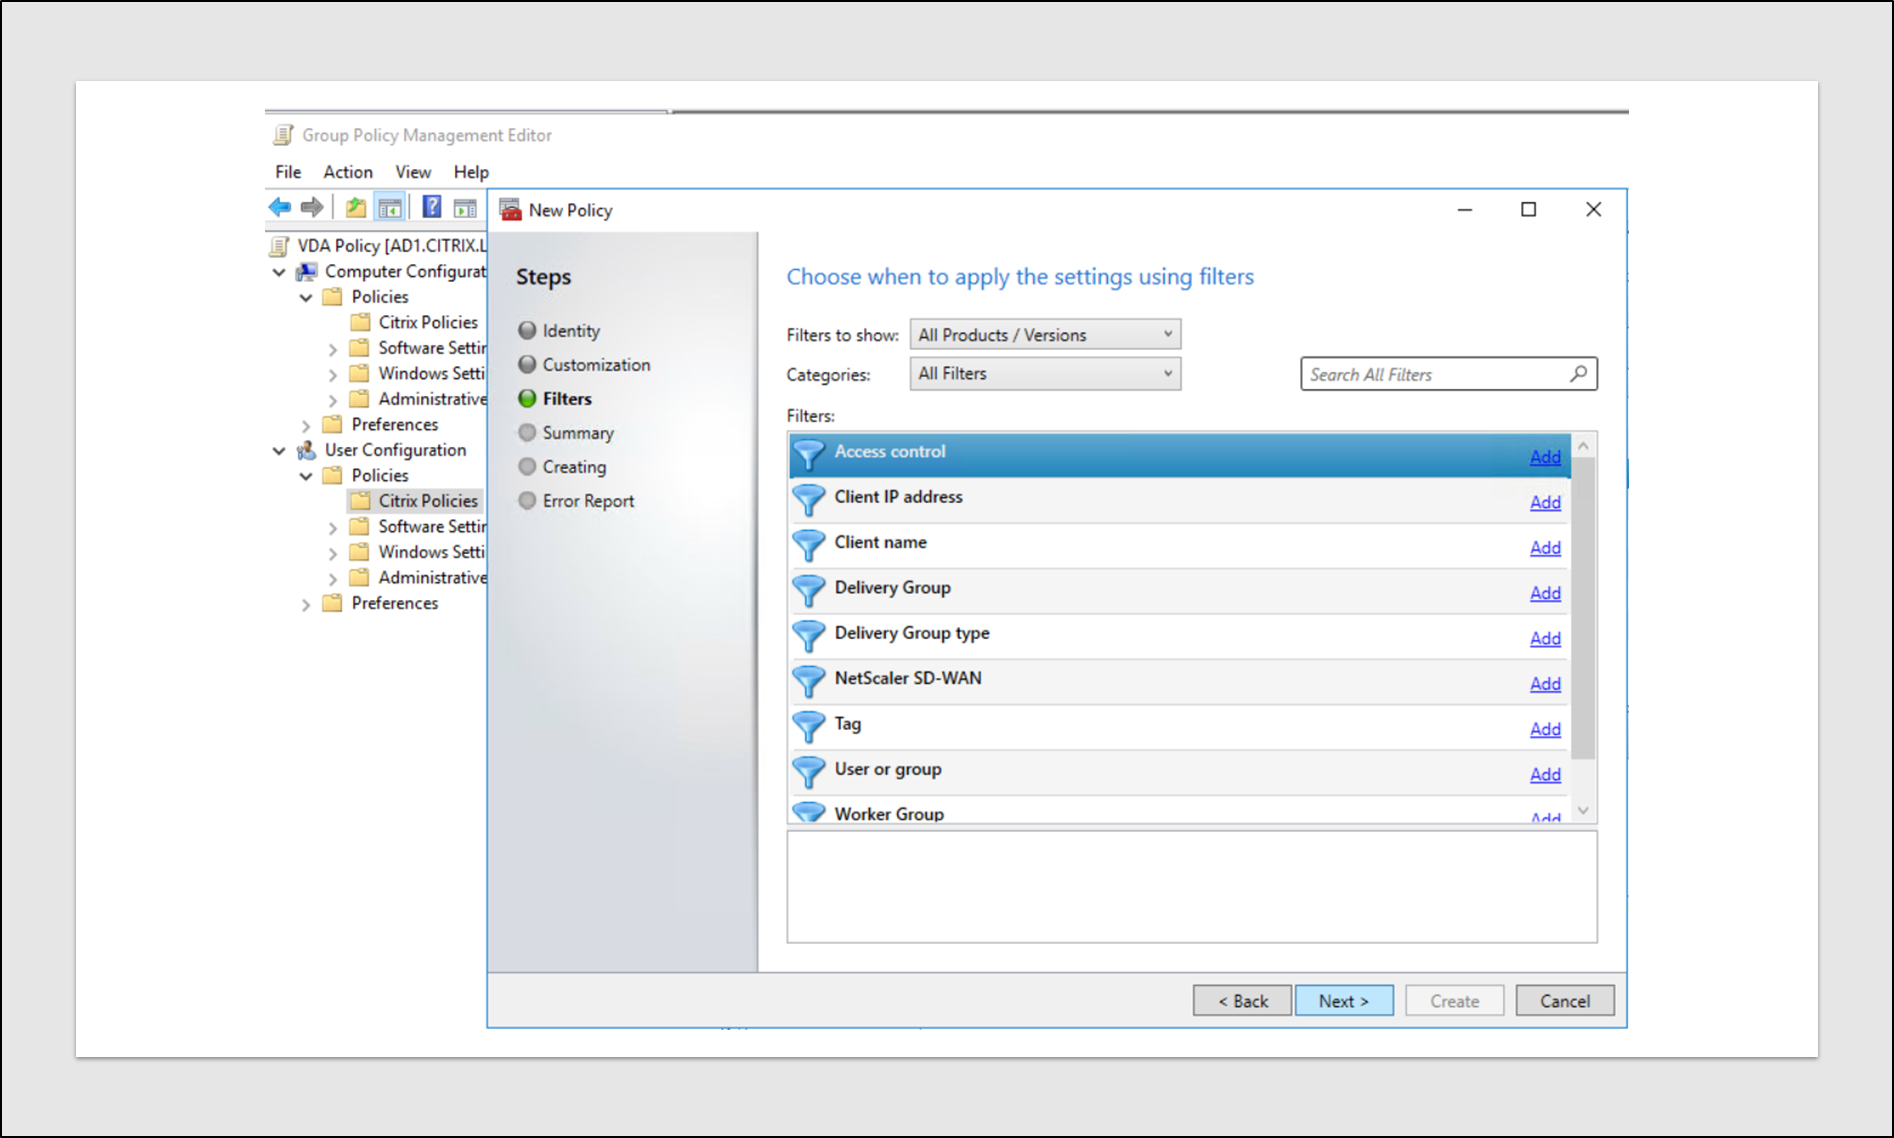 Group Policy Management Editor
File Action View Help
New Policy
VDA Policy [AD1.CITRIX.L
Computer Configurat
Policies
Citrix Policies
Software Settir
Windows Setti
Administrative
Preferences
User Configuration
Policies
Citrix Policies
Software Settir
Windows Setti
Administrative
Preferences
Steps
Identity
Customization
Filters
Summary
Creating
Error Report
Choose when to apply the settings using filters
Filters to show: All Products / Versions
Categories: All Filters Search All Filters
Filters:
Access control Add
Client IP address Add
Client name Add
Delivery Group Add
Delivery Group type Add
NetScaler SD-WAN Add
Tag Add
User or group Add
Worker Group Add
< Back Next > Create Cancel